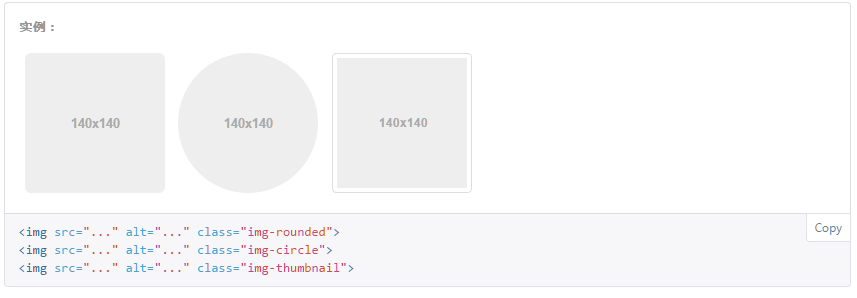 实例：
140x140 140x140 140x140
Copy
<img src="..." alt="..." class="img-rounded">
<img src="..." alt="..." class="img-circle">
<img src="..." alt="..." class="img-thumbnail">